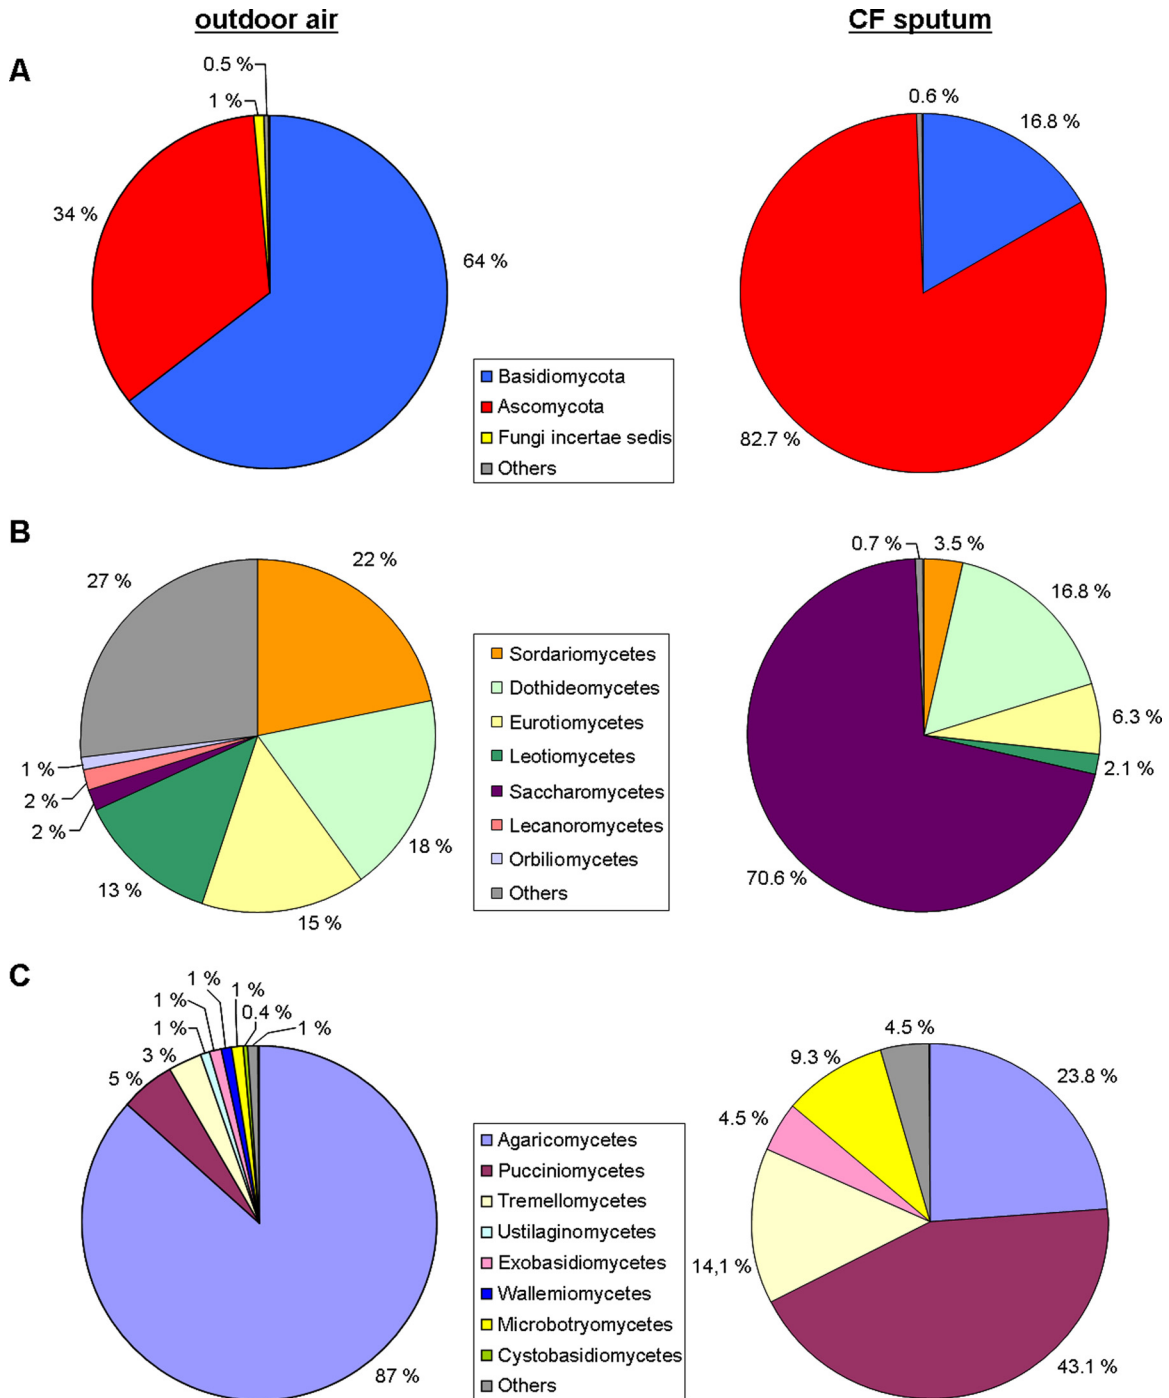 outdoor air
CF sputum
A
0.5 %
1 %
34 %
64 %
0.6 %
16.8 %
82.7 %
Basidiomycota
Ascomycota
Fungi incertae sedis
Others
B
27 %
22 %
1 %
2 %
2 %
13 %
15 %
18 %
Sordariomycetes
Dothideomycetes
Eurotiomycetes
Leotiomycetes
Saccharomycetes
Lecanoromycetes
Orbiliomycetes
Others
0.7 %
3.5 %
16.8 %
6.3 %
2.1 %
70.6 %
C
1 %
1 %
1 %
1 %
0.4 %
1 %
3 %
5 %
87 %
Agaricomycetes
Pucciniomycetes
Tremellomycetes
Ustilaginomycetes
Exobasidiomycetes
Wallemiomycetes
Microbotryomycetes
Cystobasidiomycetes
Others
4.5 %
9.3 %
23.8 %
4.5 %
14,1 %
43.1 %